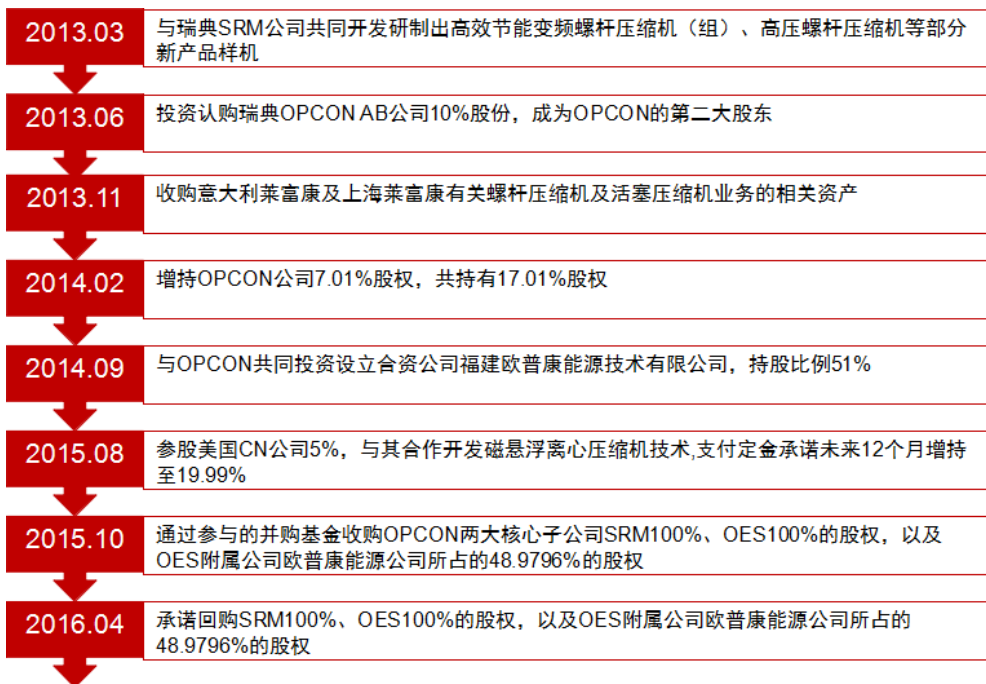 2013.03
与瑞典SRM公司共同开发研制出高效节能变频螺杆压缩机（组）、高压螺杆压缩机等部分
新产品样机
2013.06
投资认购瑞典OPCON AB公司10%股份，成为OPCON的第二大股东
2013.11
收购意大利莱富康及上海莱富康有关螺杆压缩机及活塞压缩机业务的相关资产
2014.02
增持OPCON公司7.01%股权，共持有17.01%股权
2014.09
与OPCON共同投资设立合资公司福建欧普康能源技术有限公司，持股比例51%
2015.08
参股美国CN公司5%，与其合作开发磁悬浮离心压缩机技术,支付定金承诺未来12个月增持
至19.99%
2015.10
通过参与的并购基金收购OPCON两大核心子公司SRM100%、OES100%的股权，以及
OES附属公司欧普康能源公司所占的48.9796%的股权
2016.04
承诺回购SRM100%、OES100%的股权，以及OES附属公司欧普康能源公司所占的
48.9796%的股权